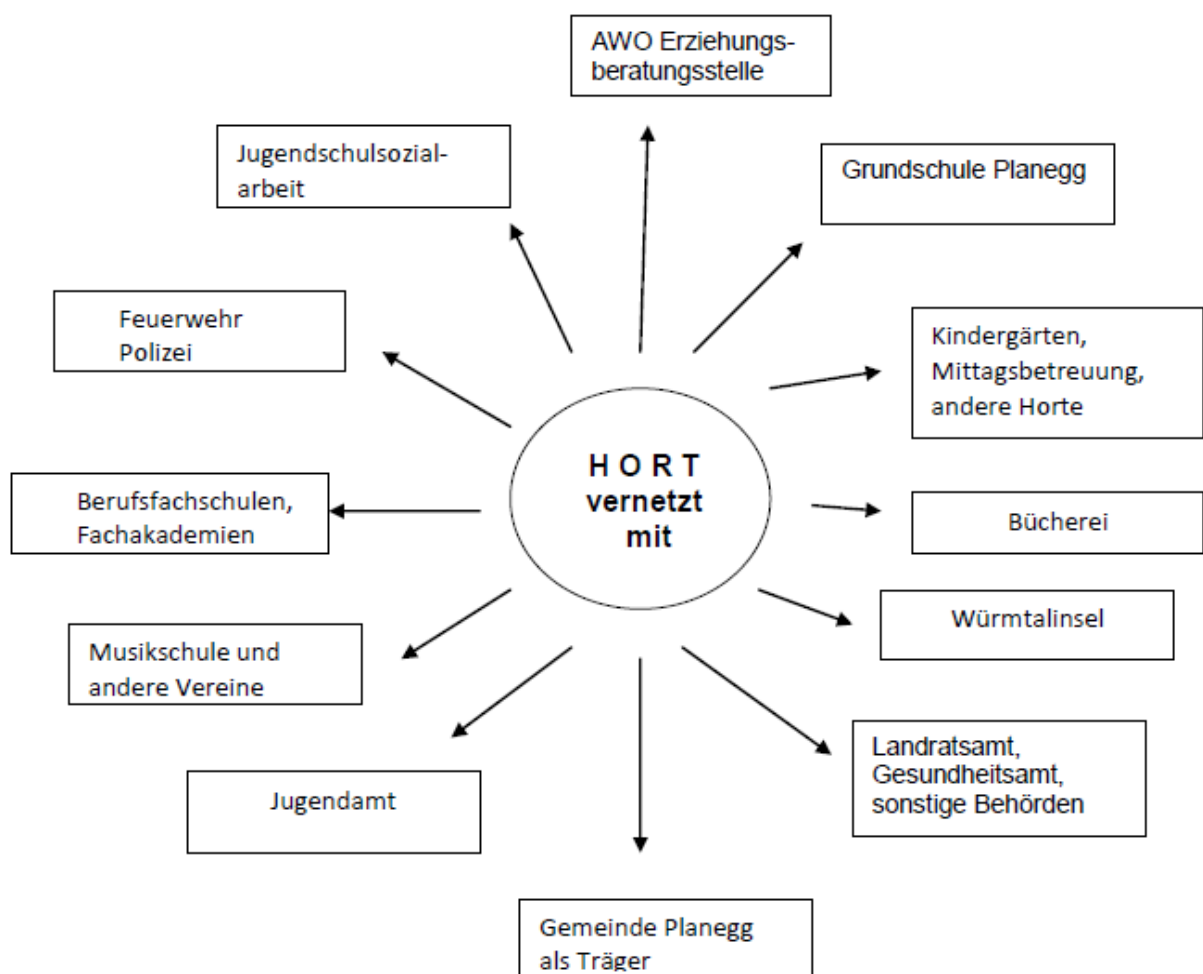 AWO Erziehungs-
beratungsstelle
Jugendschulsozial-
arbeit
Grundschule Planegg
Feuerwehr
Polizei
Kindergärten,
Mittagsbetreuung,
andere Horte
H O R T
vernetzt
mit
Berufsfachschulen,
Fachakademien
Bücherei
Würmtalinsel
Musikschule und
andere Vereine
Landratsamt,
Gesundheitsamt,
sonstige Behörden
Jugendamt
Gemeinde Planegg
als Träger